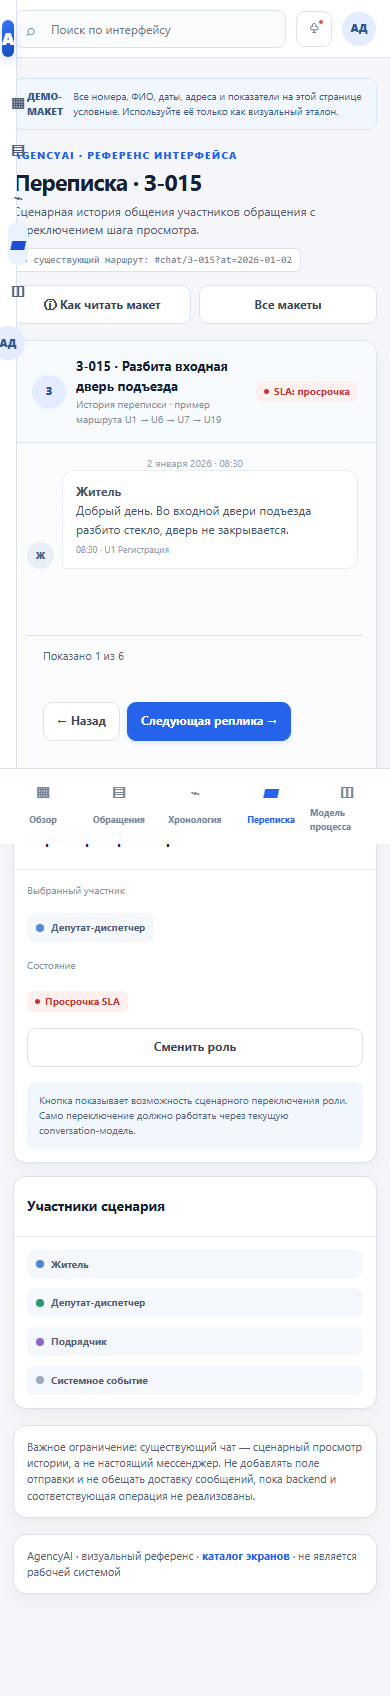 A
Поиск по интерфейсу
АД
ДЕМО-МАКЕТ
Все номера, ФИО, даты, адреса и показатели на этой странице
условные. Используйте её только как визуальный эталон.
AGENCYAI • РЕФЕРЕНС ИНТЕРФЕЙСА
Переписка · 3-015
Сценарная история общения участников обращения с
переключением шага просмотра.
существующий маршрут: #chat/3-015?at=2026-01-02
Как читать макет
Все макеты
АД
3
3-015 · Разбита входная
дверь подъезда
История переписки · пример
маршрута U1 → U6 → U7 → U19
SLA: просрочка
2 января 2026 · 08:30
Житель
Добрый день. Во входной двери подъезда
разбито стекло, дверь не закрывается.
08:30 · U1 Регистрация
Ж
Показано 1 из 6
← Назад
Следующая реплика →
Обзор
Обращения
Хронология
Переписка
Модель
процесса
Выбранный участник
Депутат-диспетчер
Состояние
Просрочка SLA
Сменить роль
Кнопка показывает возможность сценарного переключения роли.
Само переключение должно работать через текущую
conversation-модель.
Участники сценария
Житель
Депутат-диспетчер
Подрядчик
Системное событие
Важное ограничение: существующий чат — сценарный просмотр
истории, а не настоящий мессенджер. Не добавлять поле
отправки и не обещать доставку сообщений, пока backend и
соответствующая операция не реализованы.
AgencyAI · визуальный референс · каталог экранов · не является
рабочей системой